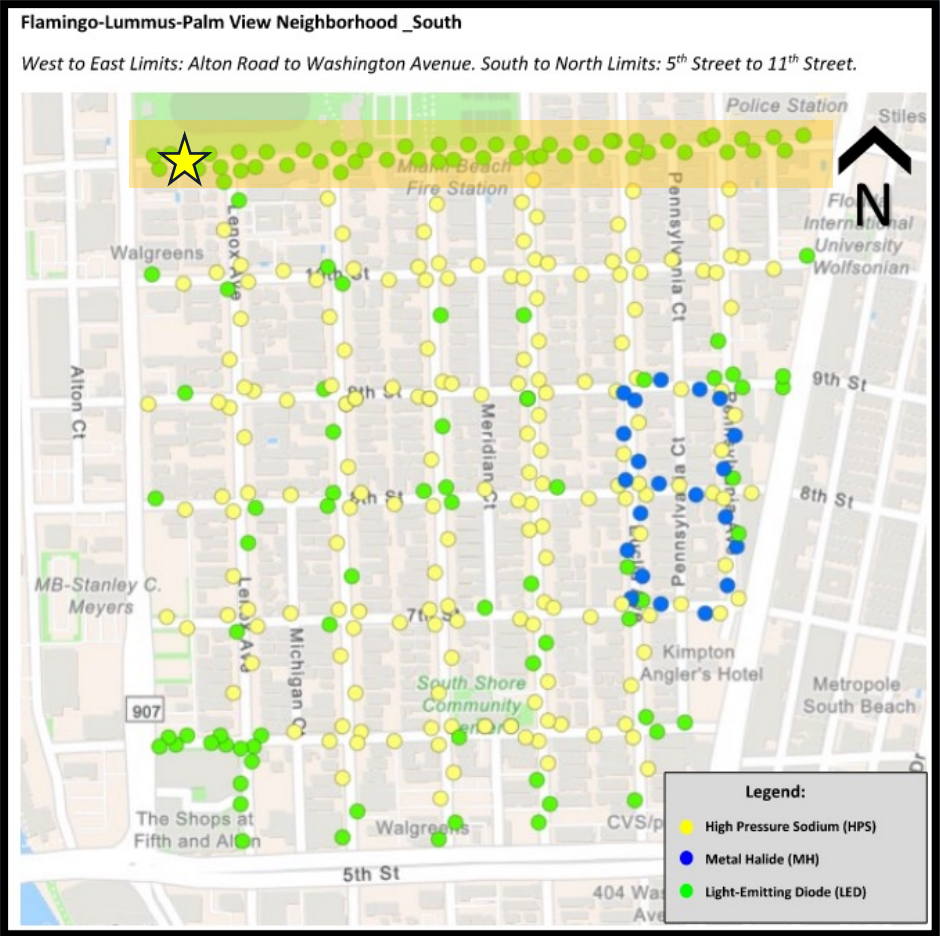 Flamingo-Lummus-Palm View Neighborhood _South
West to East Limits: Alton Road to Washington Avenue. South to North Limits: 5th Street to 11th Street.
Police Station
Stiles
Miami Beach
Fire Station
N
Walgreens
Lenox Ave
Pennsylvania Ct
International
University
Wolfsonian
11th St
Alton Ct
9th St
Meridian Ct
8th St
8th St
Pennsylvania Ct
MB-Stanley C.
Meyers
Lenox Ave
Michigan Ct
7th St
Kimpton
Angler's Hotel
South Shore
Community
Center
Metropole
South Beach
907
Dr
The Shops at
Fifth and Alton
Walgreens
CVS/p
5th St
404 Was
Ave
Legend:
High Pressure Sodium (HPS)
Metal Halide (MH)
Light-Emitting Diode (LED)